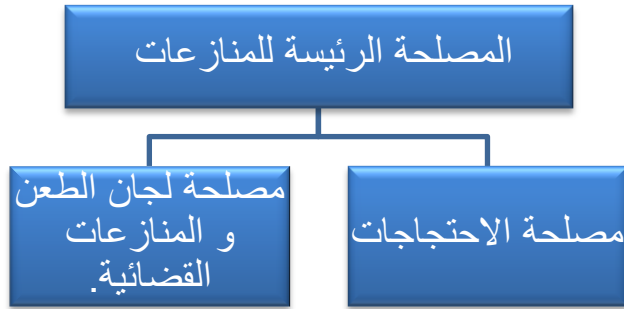 المصلحة الرئيسة للمنازعات
مصلحة الاحتجاجات
مصلحة لجان الطعن
و المنازعات
القضائية.